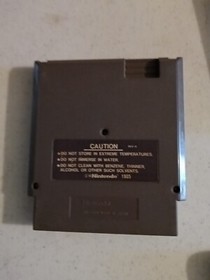 CAUTION
•DO NOT STORE IN EXTREME TEMPERATURES.
•DO NOT IMMERSE IN WATER.
•DO NOT CLEAN WITH BENZENE, THINNER,
ALCOHOL OR OTHER SUCH SOLVENTS.
Nintendo 1985